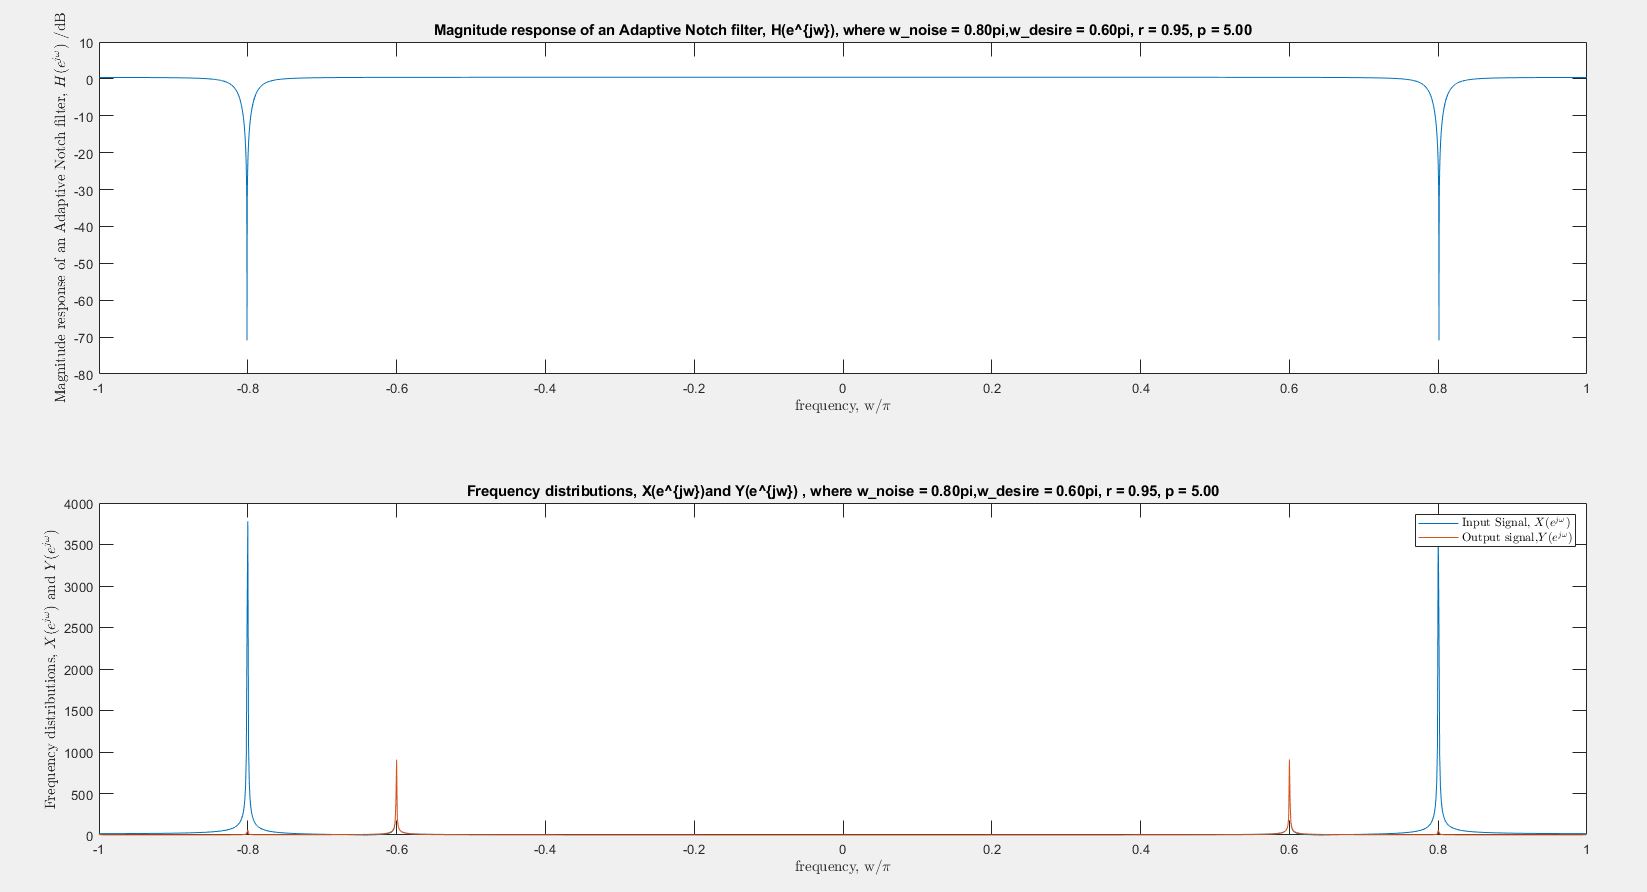 Magnitude response of an Adaptive Notch filter, H(e^{jw}), where w_noise = 0.80pi,w_desire = 0.60pi, r = 0.95, p = 5.00
Magnitude response of an Adaptive Notch filter, H(e^{jω}) /dB
10
0
-10
-20
-30
-40
-50
-60
-70
-80
-1 -0.8 -0.6 -0.4 -0.2 0 0.2 0.4 0.6 0.8 1
frequency, w/π
Frequency distributions, X(e^{jw})and Y(e^{jw}) , where w_noise = 0.80pi,w_desire = 0.60pi, r = 0.95, p = 5.00
Frequency distributions, X(e^{jω}) and Y(e^{jω})
4000
3500
3000
2500
2000
1500
1000
500
0
Input Signal, X(e^{jω})
Output signal,Y(e^{jω})
-1 -0.8 -0.6 -0.4 -0.2 0 0.2 0.4 0.6 0.8 1
frequency, w/π